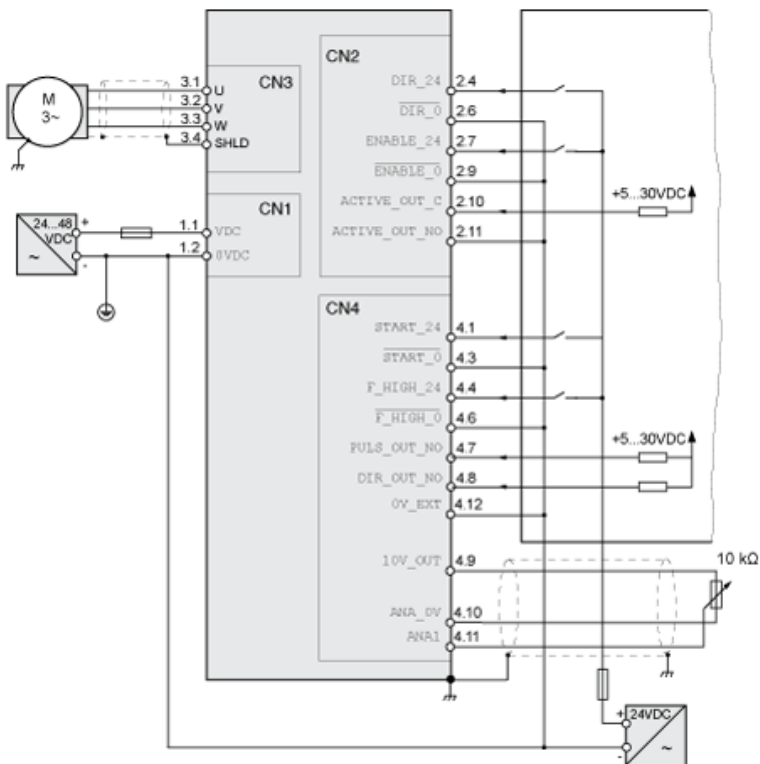 M
3~
3.1
3.2
3.3
3.4
U
V
W
SHLD
CN3
24...48
VDC
~
+
-
1.1
1.2
VDC
0VDC
CN1
CN2
DIR_24 2.4
DIR_0 2.6
ENABLE_24 2.7
ENABLE_0 2.9
ACTIVE_OUT_C 2.10
ACTIVE_OUT_NO 2.11
+5...30VDC
CN4
START_24 4.1
START_0 4.3
F_HIGH_24 4.4
F_HIGH_0 4.6
PULS_OUT_NO 4.7
DIR_OUT_NO 4.8
0V_EXT 4.12
+5...30VDC
10V_OUT 4.9
ANA_0V 4.10
ANA1 4.11
10 kΩ
+
24VDC
~
-